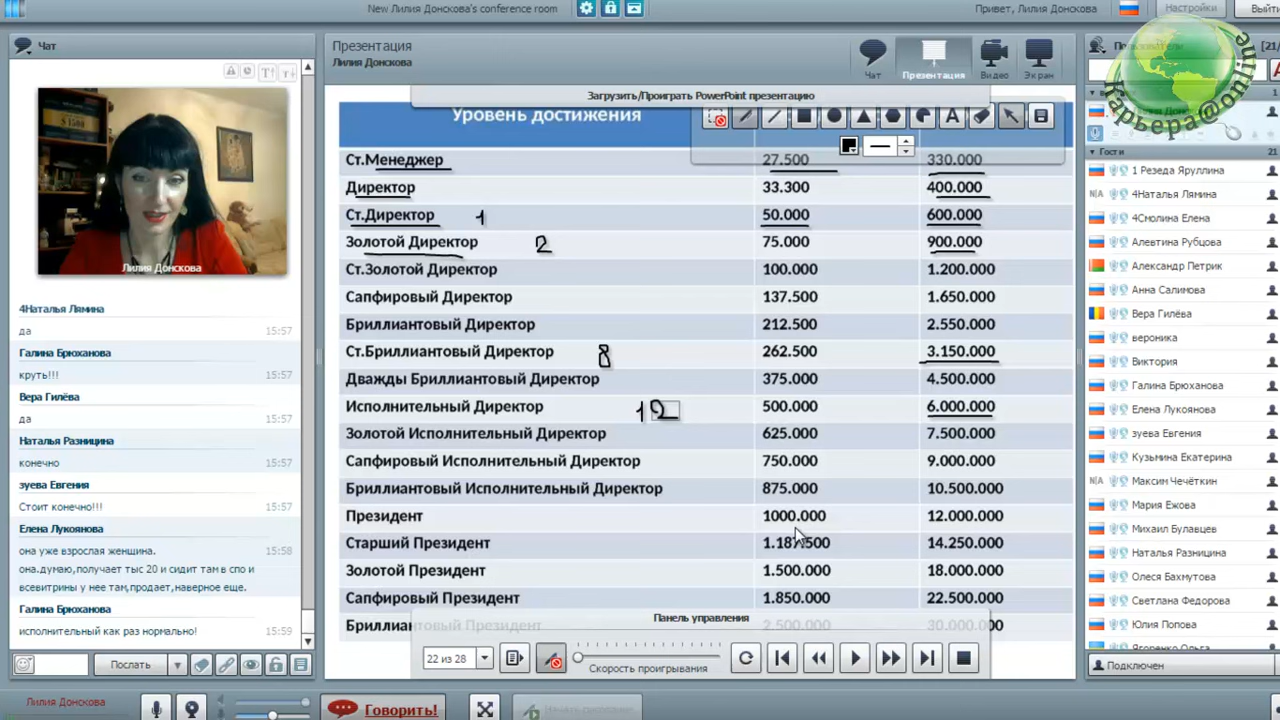 New Лилия Донскова's conference room
Привет, Лилия Донскова
Настройки
Выйти
Чат
Лилия Донскова
4Наталья Лямина
да 15:57
Галина Брюханова
круть!!! 15:57
Вера Гилёва
да 15:57
Наталья Разницина
конечно 15:57
зуева Евгения
Стоит конечно!!! 15:57
Елена Лукоянова
она уже взрослая женщина. 15:58
она.думаю,получает тыс 20 и сидит там в спо и
всевитрины у нее там,продает,наверное еще.
Галина Брюханова
исполнительный как раз нормально! 15:59
Послать
Лилия Донскова
Говорить!
Презентация
Лилия Донскова
Чат
Презентация
Видео
Экран
Загрузить/Проиграть PowerPoint презентацию
Уровень достижения
Ст.Менеджер 27.500 330.000
Директор 33.300 400.000
Ст.Директор 1 50.000 600.000
Золотой Директор 2 75.000 900.000
Ст.Золотой Директор 100.000 1.200.000
Сапфировый Директор 137.500 1.650.000
Бриллиантовый Директор 212.500 2.550.000
Ст.Бриллиантовый Директор 8 262.500 3.150.000
Дважды Бриллиантовый Директор 375.000 4.500.000
Исполнительный Директор 10 500.000 6.000.000
Золотой Исполнительный Директор 625.000 7.500.000
Сапфировый Исполнительный Директор 750.000 9.000.000
Бриллиантовый Исполнительный Директор 875.000 10.500.000
Президент 1000.000 12.000.000
Старший Президент 14.250.000
Золотой Президент 1.500.000 18.000.000
Сапфировый Президент 1.850.000 22.500.000
Бриллиантовый Президент 2.500.000 30.000.000
Панель управления
22 из 28
Скорость проигрывания
Карьера@online
Гости 21
1 Резеда Яруллина
N/A 4Наталья Лямина
4Смолина Елена
Алевтина Рубцова
Александр Петрик
Анна Салимова
Вера Гилёва
вероника
Виктория
Галина Брюханова
Елена Лукоянова
зуева Евгения
Кузьмина Екатерина
N/A Максим Чечёткин
Мария Ежова
Михаил Булавцев
Наталья Разницина
Олеся Бахмутова
Светлана Федорова
Юлия Попова
Ягоренко Ольга
Подключен